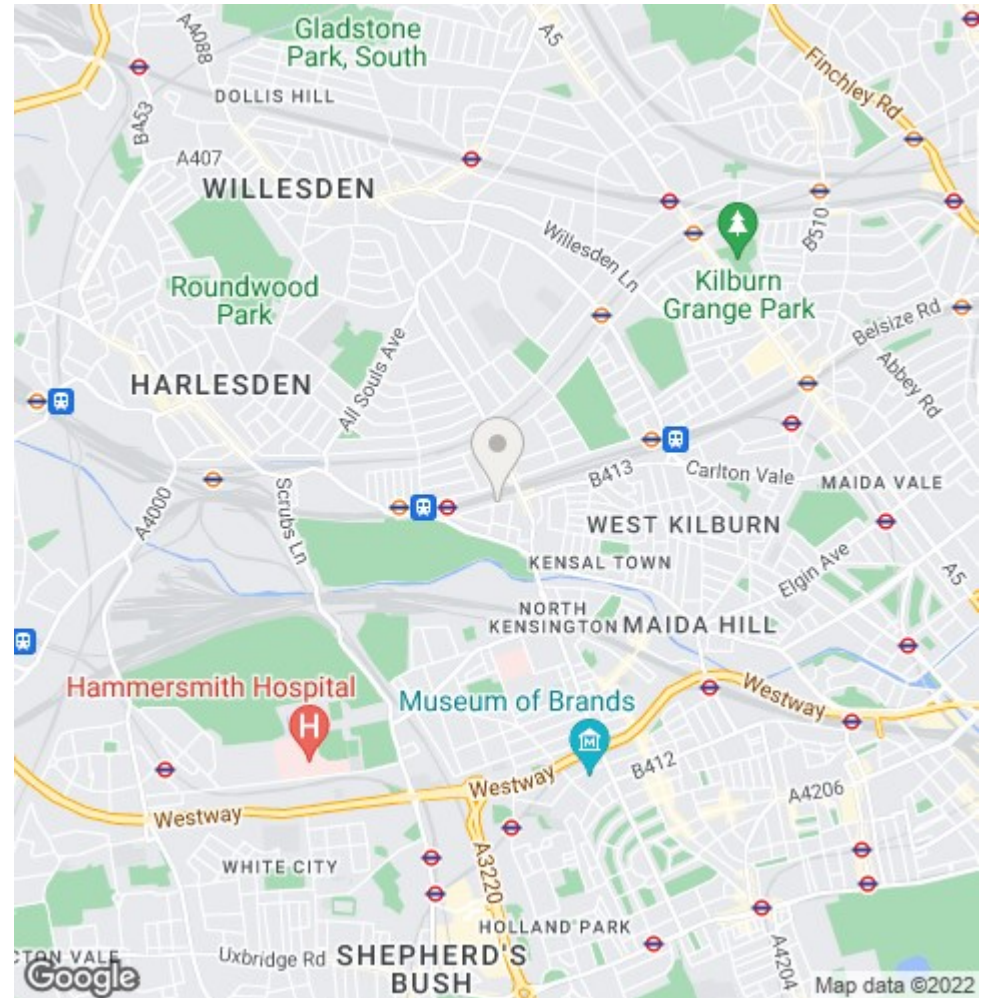 A4088
Gladstone
Park, South
A5
Finchley Rd
DOLLIS HILL
B453
A407
WILLESDEN
B510
Willesden Ln
Roundwood
Park
Kilburn
Grange Park
Belsize Rd
All Souls Ave
HARLESDEN
Abbey Rd
B413
Carlton Vale
MAIDA VALE
A4000
Scrubs Ln
WEST KILBURN
KENSAL TOWN
Elgin Ave
A5
NORTH
KENSINGTON
MAIDA HILL
Hammersmith Hospital
H
Museum of Brands
M
Westway
B412
Westway
A4206
Westway
A3220
WHITE CITY
HOLLAND PARK
CTON VALE
Uxbridge Rd
SHEPHERD'S
BUSH
A4204
Google
Map data ©2022